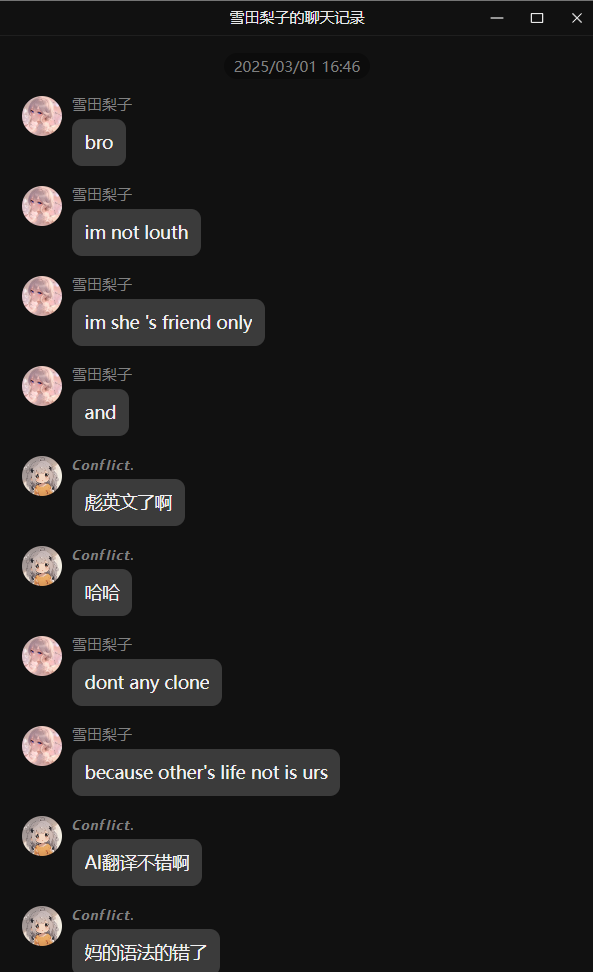 雪田梨子的聊天记录
2025/03/01 16:46
雪田梨子
bro
雪田梨子
im not louth
雪田梨子
im she 's friend only
雪田梨子
and
Conflict.
彪英文了啊
Conflict.
哈哈
雪田梨子
dont any clone
雪田梨子
because other's life not is urs
Conflict.
AI翻译不错啊
Conflict.
妈的语法的错了